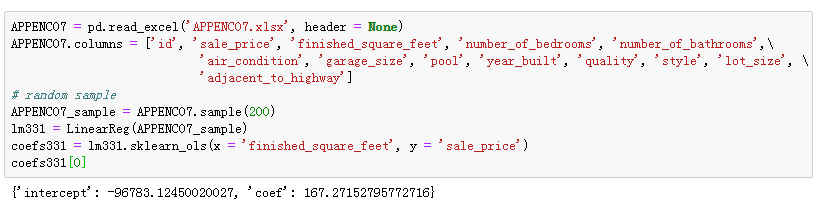 APPENC07 = pd.read_excel('APPENC07.xlsx', header = None)
APPENC07.columns = ['id', 'sale_price', 'finished_square_feet', 'number_of_bedrooms', 'number_of_bathrooms',\
'air_condition', 'garage_size', 'pool', 'year_built', 'quality', 'style', 'lot_size', \
'adjacent_to_highway']
# random sample
APPENC07_sample = APPENC07.sample(200)
lm331 = LinearReg(APPENC07_sample)
coefs331 = lm331.sklearn_ols(x = 'finished_square_feet', y = 'sale_price')
coefs331[0]
{'intercept': -96783.12450020027, 'coef': 167.27152795772716}